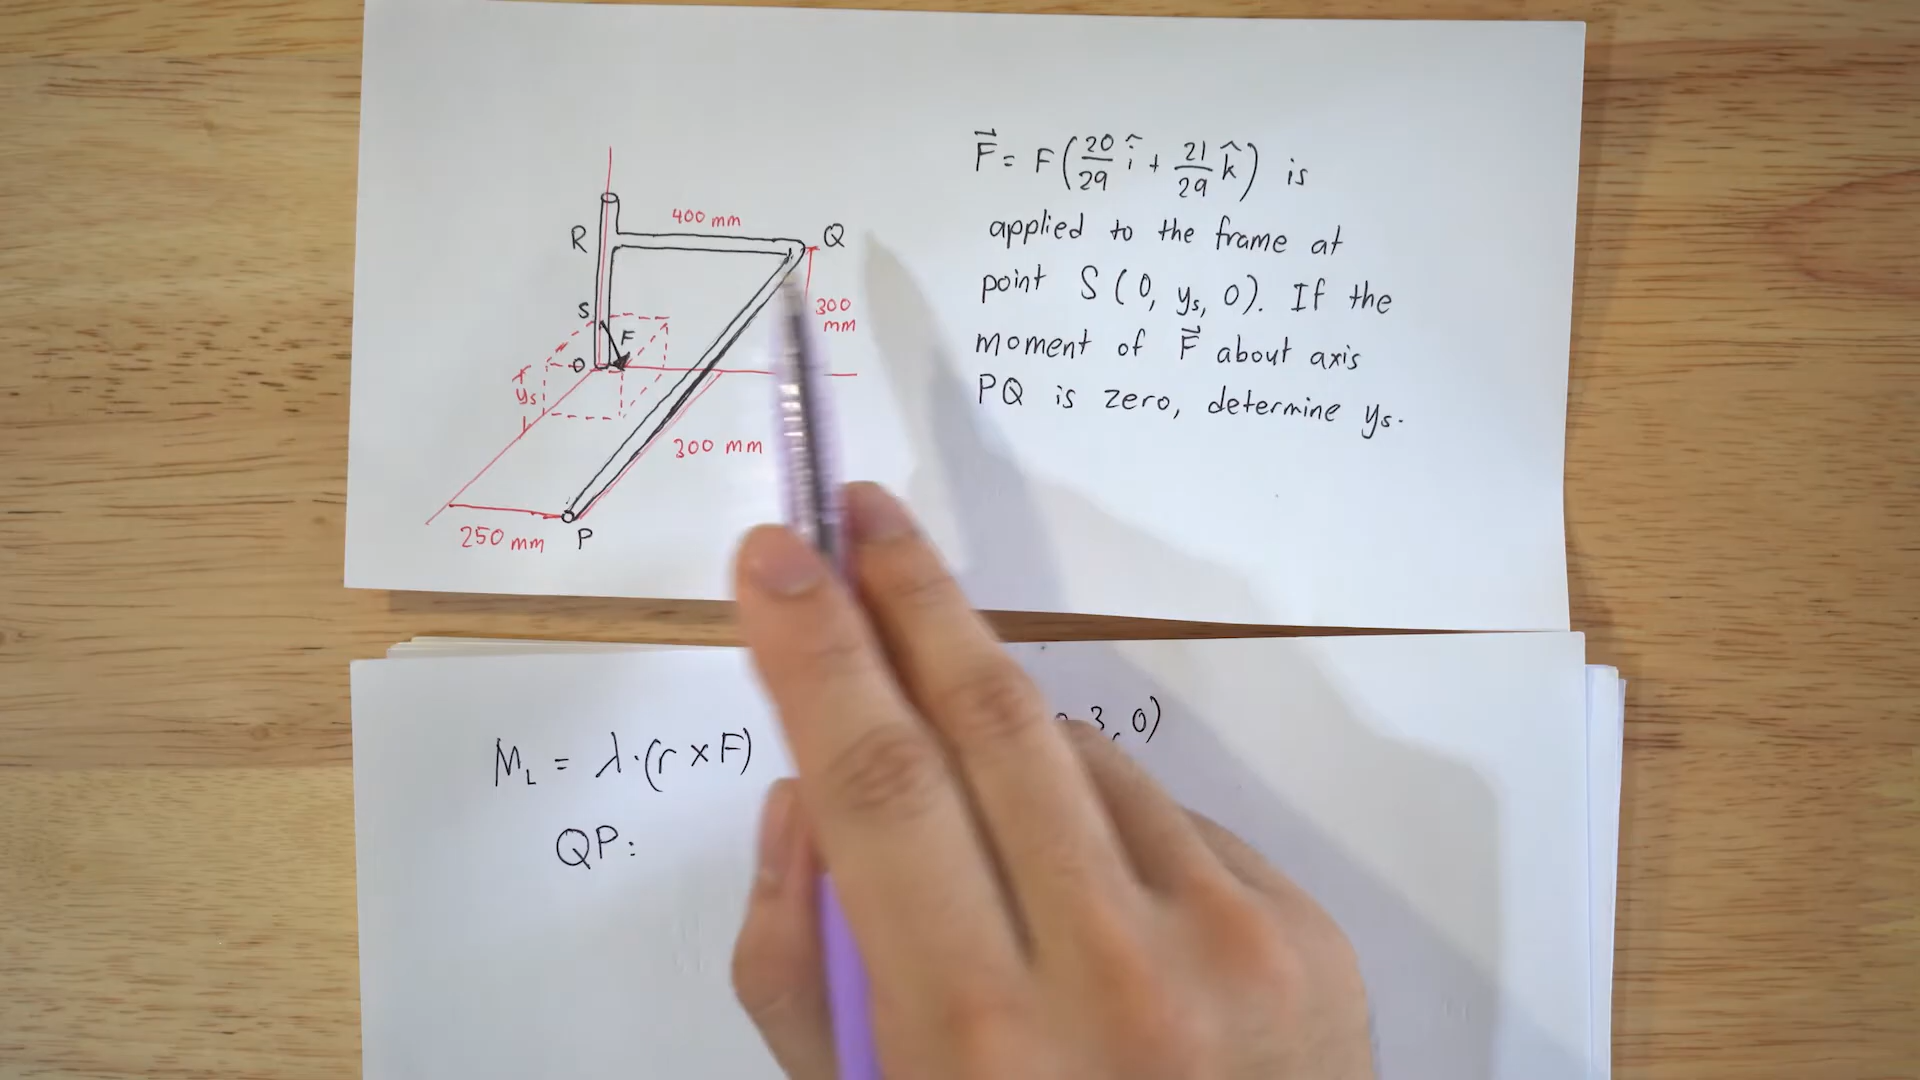 F⃗ = F(20/29 î + 21/29 k̂) is
applied to the frame at
point S(0, ys, 0). If the
moment of F⃗ about axis
PQ is zero, determine ys.
400 mm
R
Q
300
mm
S
F
O
ys
300 mm
250 mm
P
3, 0)
ML = λ·(r×F)
QP: